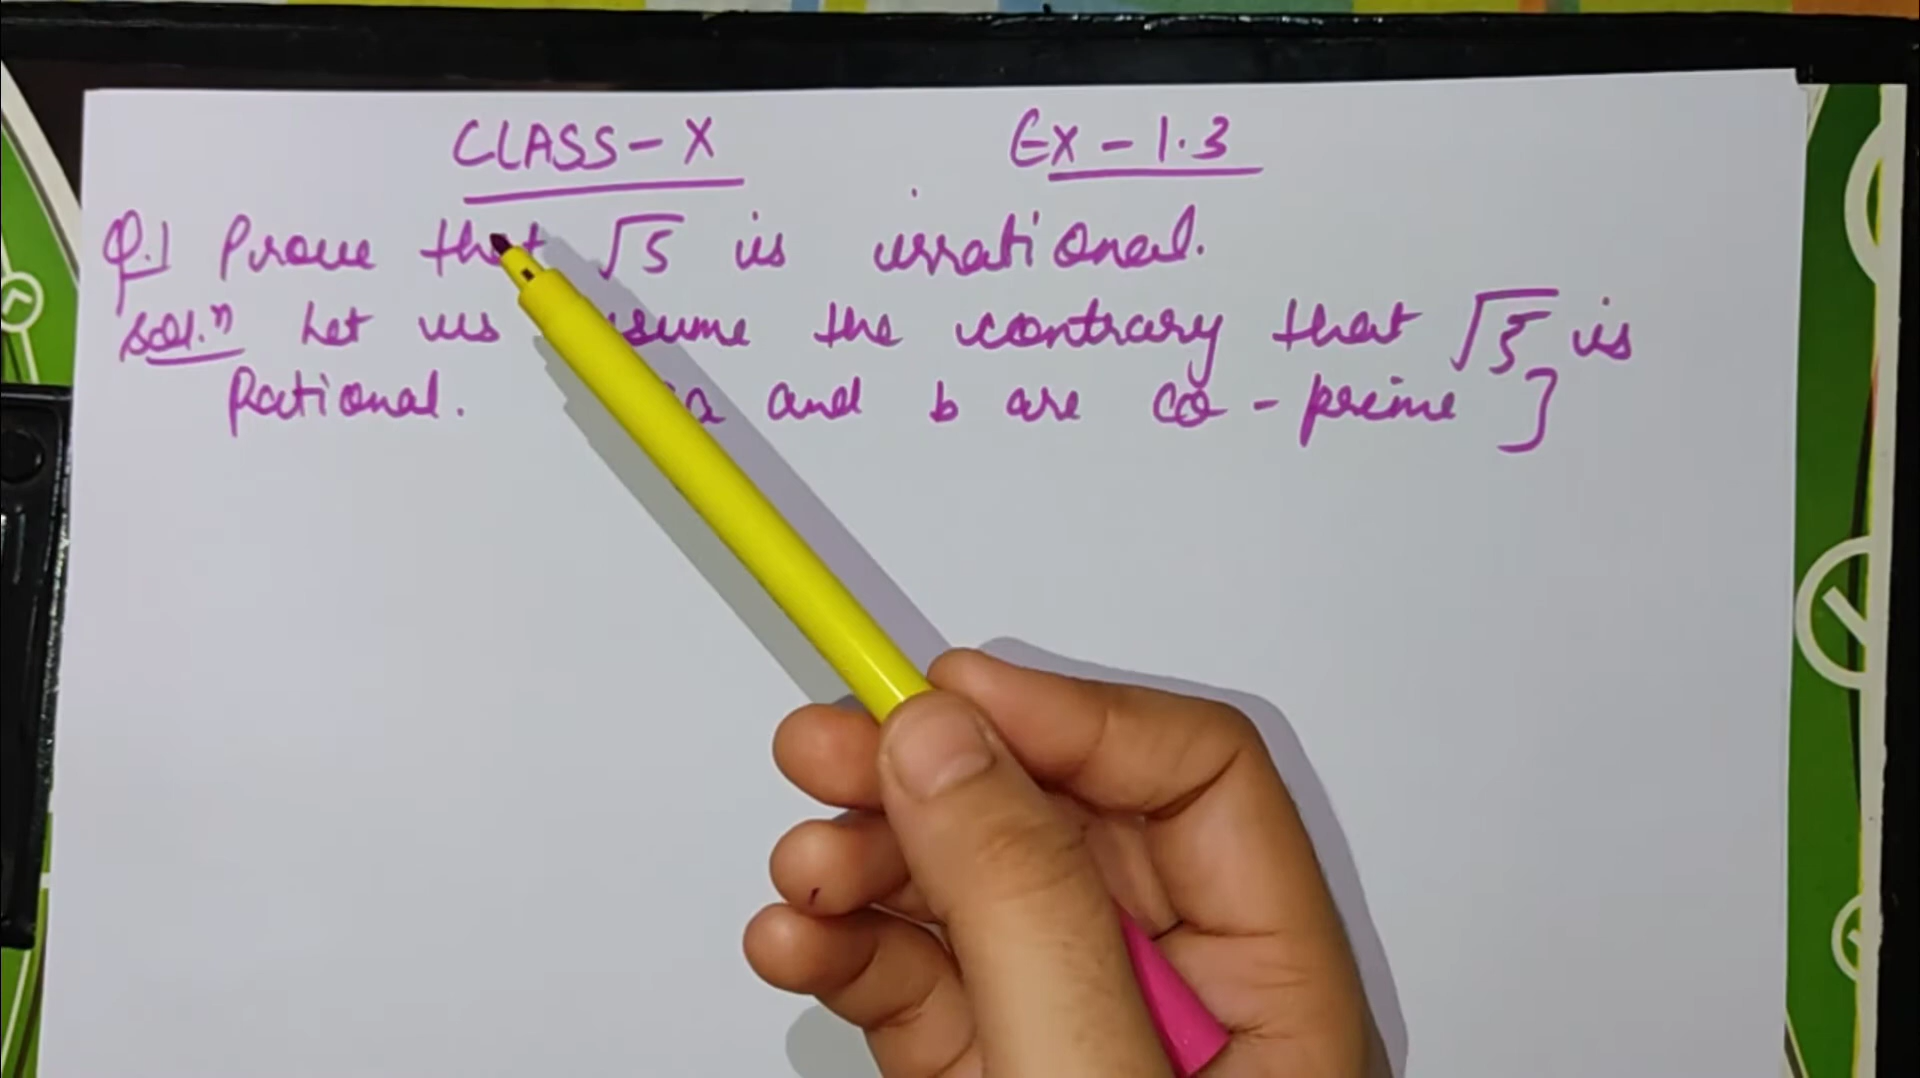 CLASS-X Ex-1.3
Q.1 Prove that √5 is irrational.
Sol.ⁿ Let us the contrary that √5 is
Rational. a and b are co-prime ]